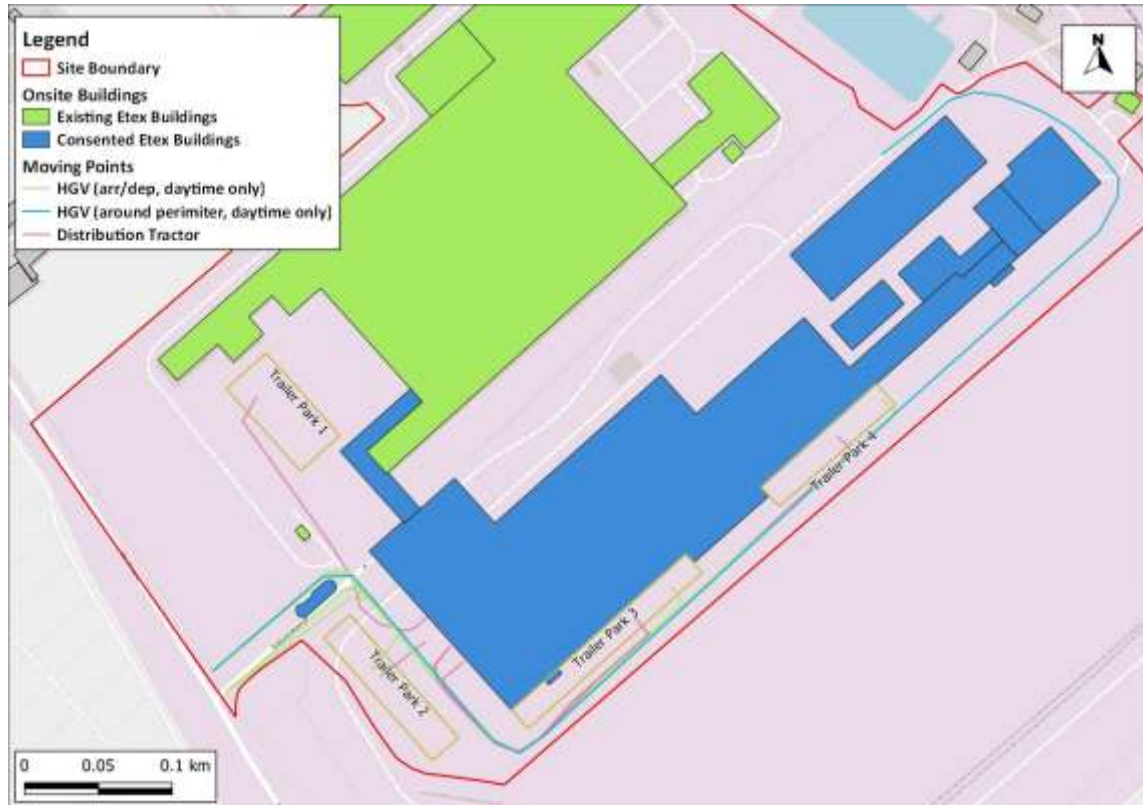 Legend
Site Boundary
Onsite Buildings
Existing Etex Buildings
Consented Etex Buildings
Moving Points
HGV (arr/dep, daytime only)
HGV (around perimiter, daytime only)
Distribution Tractor
N
Trailer Park 1
Trailer Park 4
Trailer Park 3
Trailer Park 2
0 0.05 0.1 km